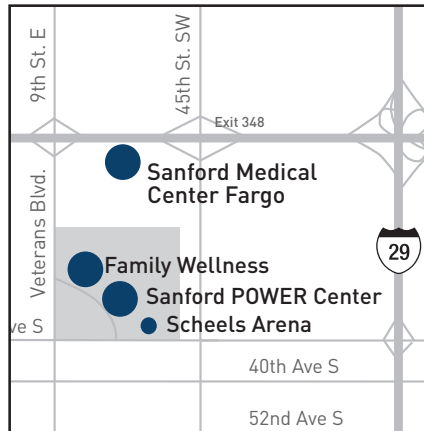 9th St. E
45th St. SW
Exit 348
Sanford Medical
Center Fargo
Veterans Blvd.
29
Family Wellness
Sanford POWER Center
ve S
Scheels Arena
40th Ave S
52nd Ave S